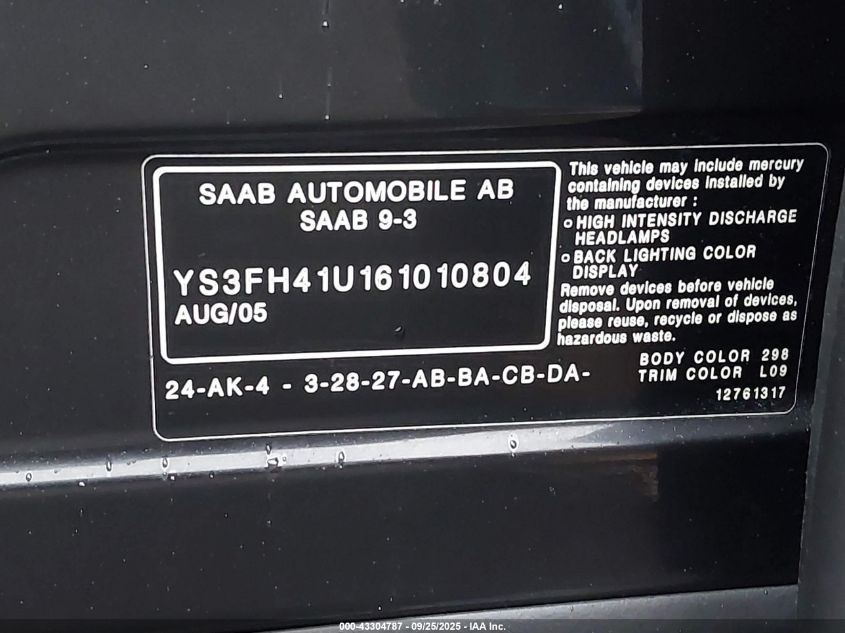 SAAB AUTOMOBILE AB
SAAB 9-3
YS3FH41U161010804
AUG/05
24-AK-4 - 3-28-27-AB-BA-CB-DA-
This vehicle may include mercury
containing devices installed by
the manufacturer :
o HIGH INTENSITY DISCHARGE
HEADLAMPS
o BACK LIGHTING COLOR
DISPLAY
Remove devices before vehicle
disposal. Upon removal of devices,
please reuse, recycle or dispose as
hazardous waste.
BODY COLOR 298
TRIM COLOR L09
12761317
000-43304787 - 09/25/2025 - IAA Inc.